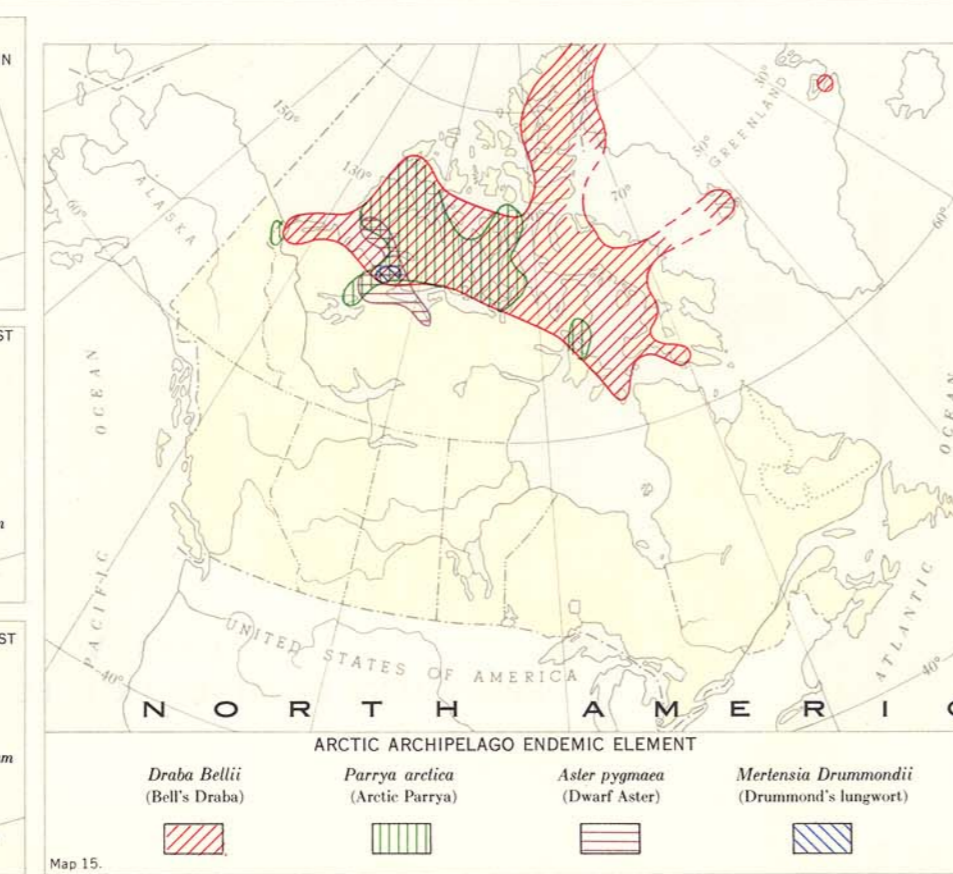 N
ST
n
ST
m
150°
130°
70°
50°
30°
60°
60°
40°
40°
ALASKA
GREENLAND
PACIFIC OCEAN
ATLANTIC OCEAN
UNITED STATES OF AMERICA
NORTH AMERIC
ARCTIC ARCHIPELAGO ENDEMIC ELEMENT
Draba Bellii
(Bell's Draba)
Parrya arctica
(Arctic Parrya)
Aster pygmaea
(Dwarf Aster)
Mertensia Drummondii
(Drummond's lungwort)
Map 15.